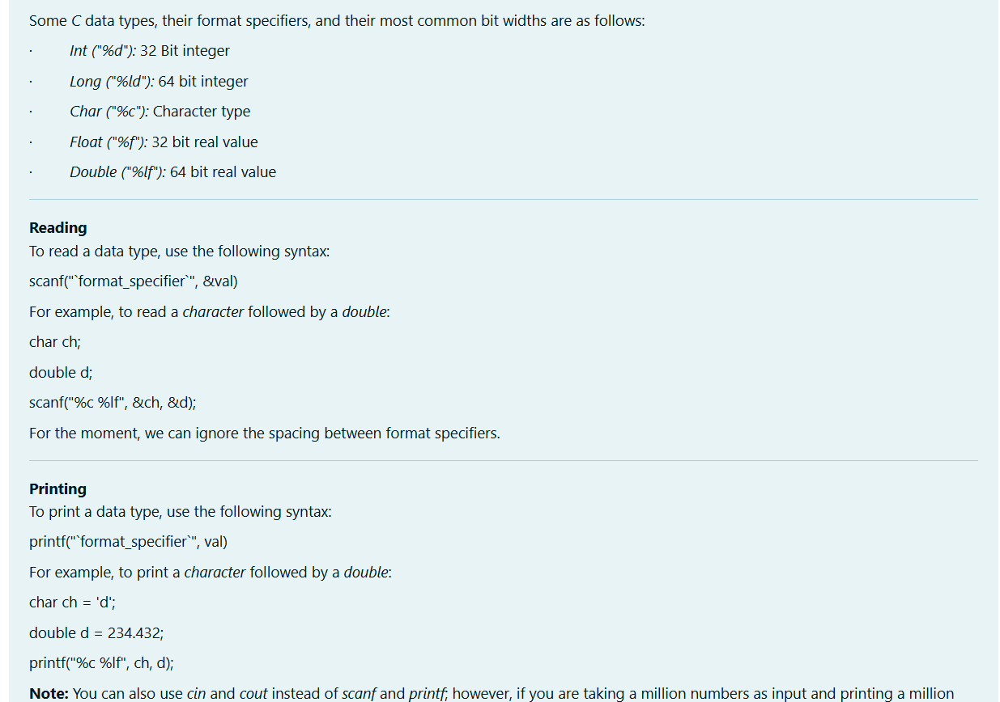 Some C data types, their format specifiers, and their most common bit widths are as follows:
· Int ("%d"): 32 Bit integer
· Long ("%ld"): 64 bit integer
· Char ("%c"): Character type
· Float ("%f"): 32 bit real value
· Double ("%lf"): 64 bit real value
Reading
To read a data type, use the following syntax:
scanf("`format_specifier`", &val)
For example, to read a character followed by a double:
char ch;
double d;
scanf("%c %lf", &ch, &d);
For the moment, we can ignore the spacing between format specifiers.
Printing
To print a data type, use the following syntax:
printf("`format_specifier`", val)
For example, to print a character followed by a double:
char ch = 'd';
double d = 234.432;
printf("%c %lf", ch, d);
Note: You can also use cin and cout instead of scanf and printf; however, if you are taking a million numbers as input and printing a million